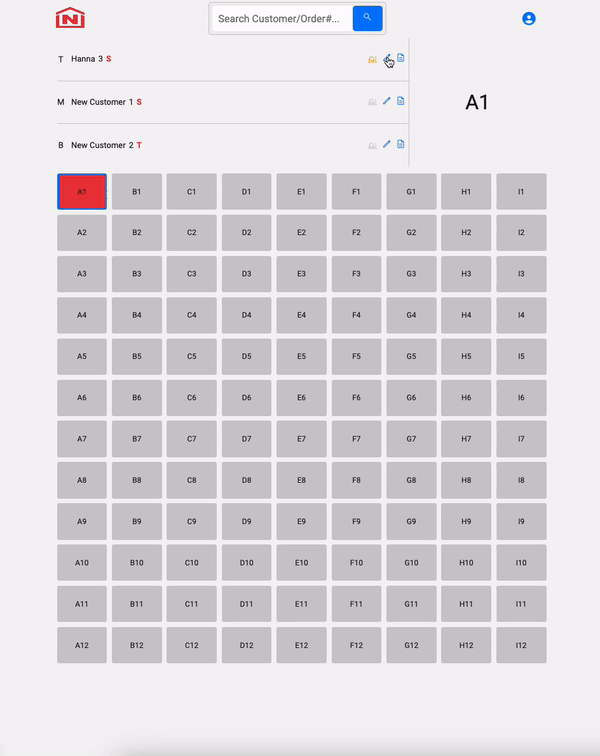 N
Search Customer/Order#...
T Hanna 3 S
M New Customer 1 S
B New Customer 2 T
A1
A1 B1 C1 D1 E1 F1 G1 H1 I1
A2 B2 C2 D2 E2 F2 G2 H2 I2
A3 B3 C3 D3 E3 F3 G3 H3 I3
A4 B4 C4 D4 E4 F4 G4 H4 I4
A5 B5 C5 D5 E5 F5 G5 H5 I5
A6 B6 C6 D6 E6 F6 G6 H6 I6
A7 B7 C7 D7 E7 F7 G7 H7 I7
A8 B8 C8 D8 E8 F8 G8 H8 I8
A9 B9 C9 D9 E9 F9 G9 H9 I9
A10 B10 C10 D10 E10 F10 G10 H10 I10
A11 B11 C11 D11 E11 F11 G11 H11 I11
A12 B12 C12 D12 E12 F12 G12 H12 I12